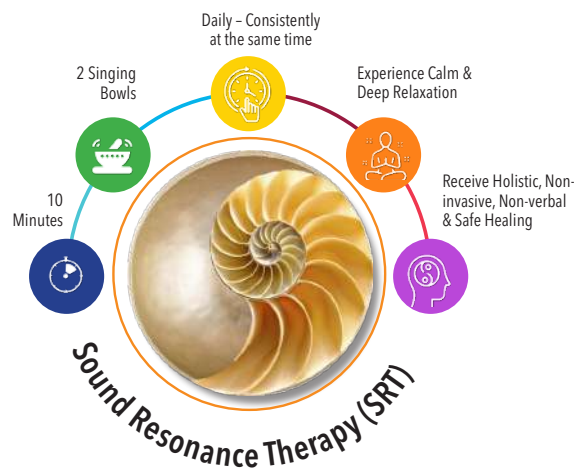 Daily – Consistently
at the same time
2 Singing
Bowls
Experience Calm &
Deep Relaxation
10
Minutes
Receive Holistic, Non-
invasive, Non-verbal
& Safe Healing
Sound Resonance Therapy (SRT)